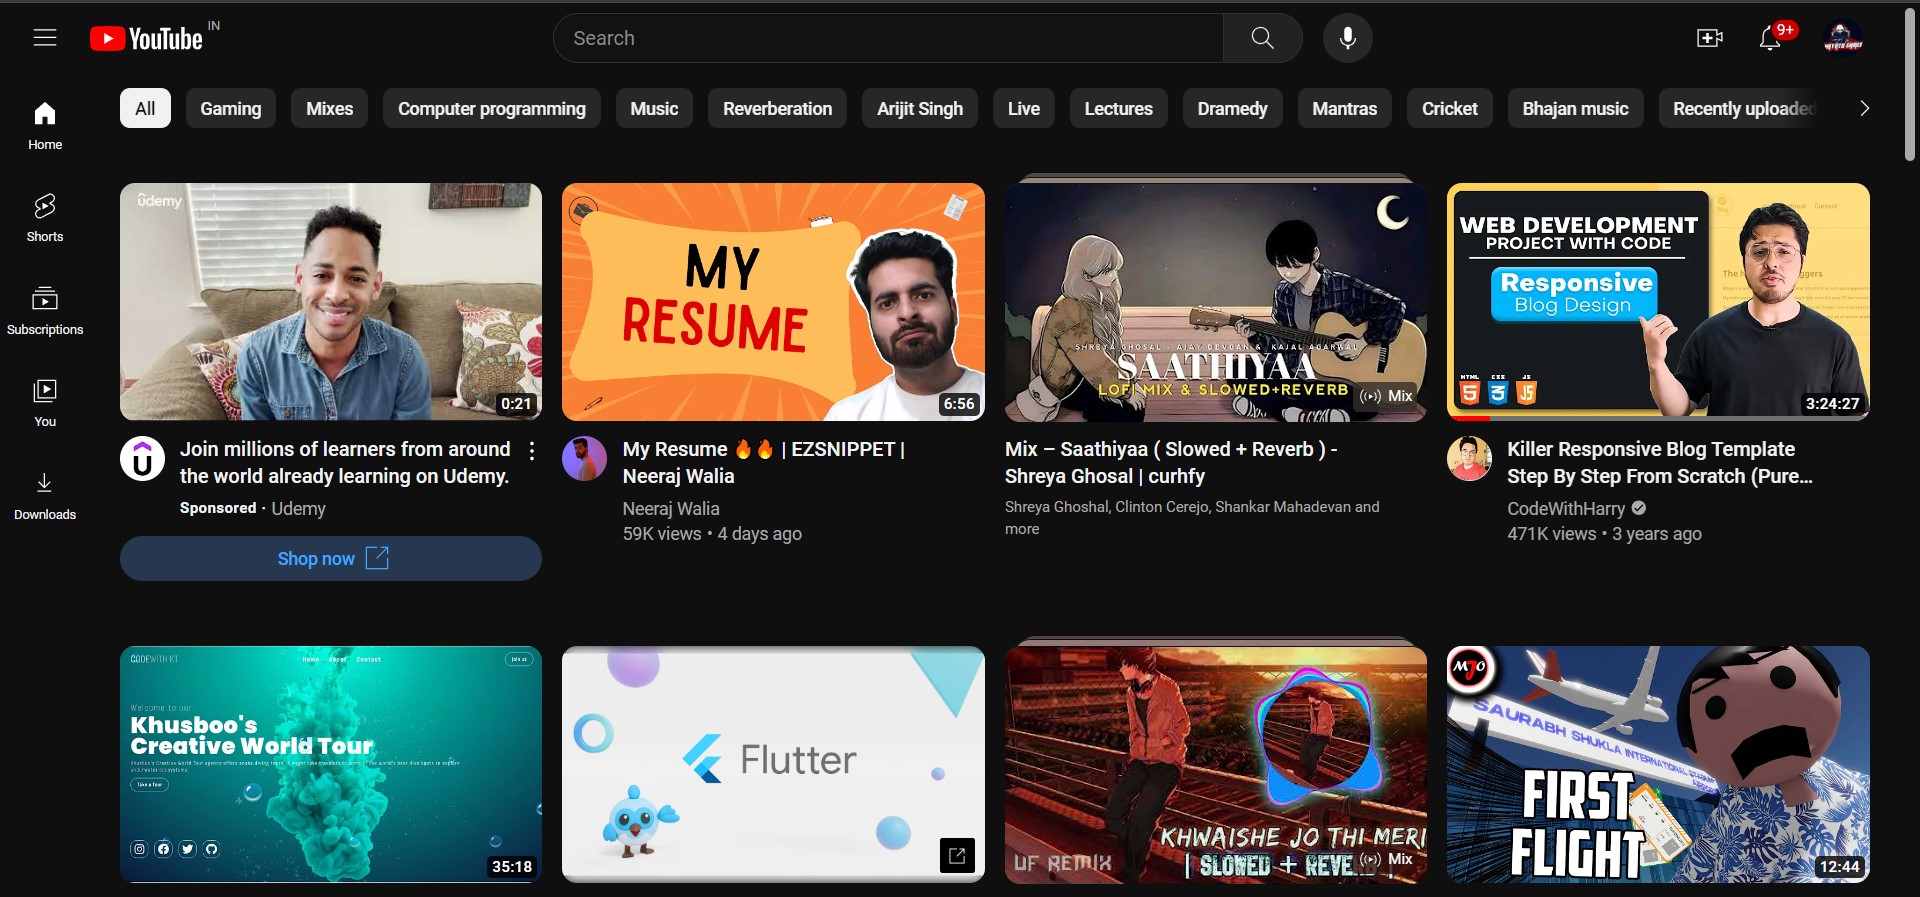 YouTube IN
Search
9+
All
Gaming
Mixes
Computer programming
Music
Reverberation
Arijit Singh
Live
Lectures
Dramedy
Mantras
Cricket
Bhajan music
Recently uploaded
Home
Shorts
Subscriptions
You
Downloads
ûdemy
0:21
Join millions of learners from around
the world already learning on Udemy.
Sponsored · Udemy
Shop now
MY
RESUME
6:56
My Resume 🔥🔥 | EZSNIPPET |
Neeraj Walia
Neeraj Walia
59K views • 4 days ago
SHREYA GHOSAL - AJAY DEVGAN & KAJAL AGARWAL
SAATHIYAA
LOFI MIX & SLOWED+REVERB
Mix
Mix – Saathiyaa ( Slowed + Reverb ) -
Shreya Ghosal | curhfy
Shreya Ghoshal, Clinton Cerejo, Shankar Mahadevan and
more
WEB DEVELOPMENT
PROJECT WITH CODE
Responsive
Blog Design
HTML CSS JS
3:24:27
Killer Responsive Blog Template
Step By Step From Scratch (Pure...
CodeWithHarry
471K views • 3 years ago
CODEWITH KT
Home About Contact
Join us
Welcome to our
Khusboo's
Creative World Tour
Take a Tour
35:18
Flutter
KHWAISHE JO THI MERI
UF REMIX
| SLOWED + REVE
Mix
MJO
SAURABH SHUKLA INTERNATIONAL
FIRST
FLIGHT
12:44